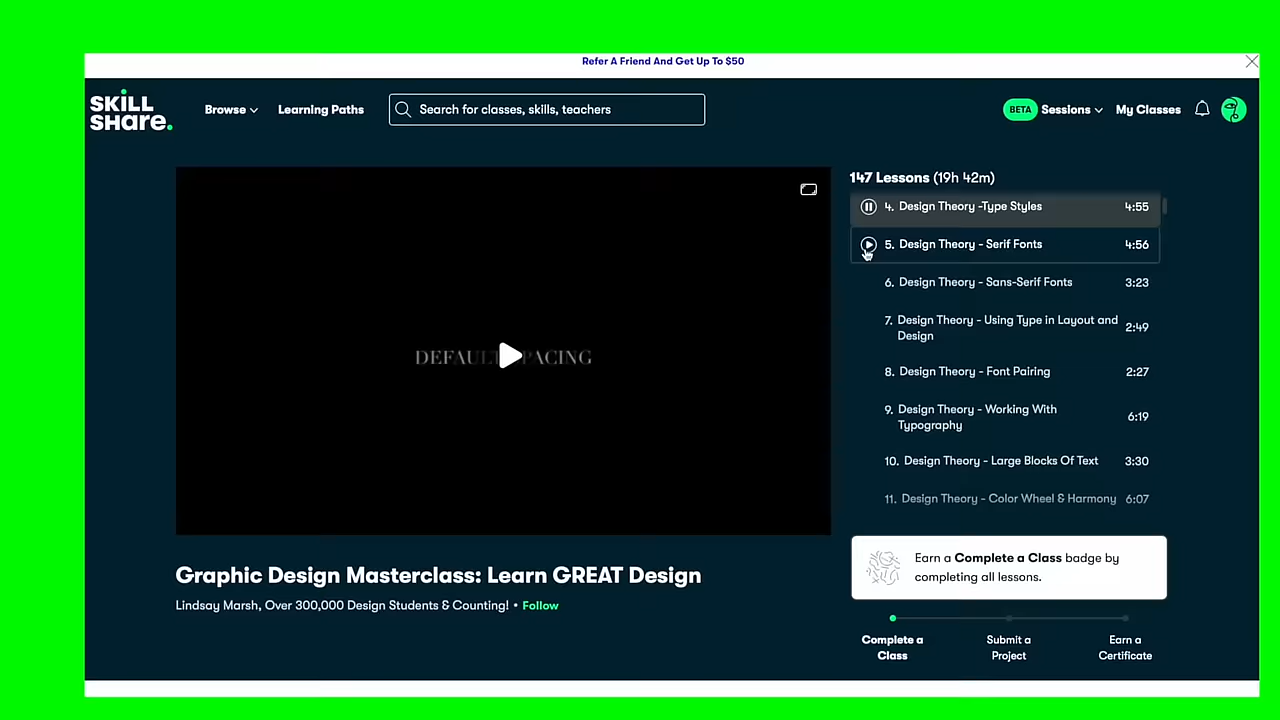 Refer A Friend And Get Up To $50
SKILL
SHare.
Browse
Learning Paths
Search for classes, skills, teachers
BETA
Sessions
My Classes
147 Lessons (19h 42m)
4. Design Theory -Type Styles 4:55
5. Design Theory - Serif Fonts 4:56
6. Design Theory - Sans-Serif Fonts 3:23
7. Design Theory - Using Type in Layout and
Design 2:49
8. Design Theory - Font Pairing 2:27
9. Design Theory - Working With
Typography 6:19
10. Design Theory - Large Blocks Of Text 3:30
11. Design Theory - Color Wheel & Harmony 6:07
Graphic Design Masterclass: Learn GREAT Design
Lindsay Marsh, Over 300,000 Design Students & Counting! • Follow
Earn a Complete a Class badge by
completing all lessons.
Complete a
Class
Submit a
Project
Earn a
Certificate